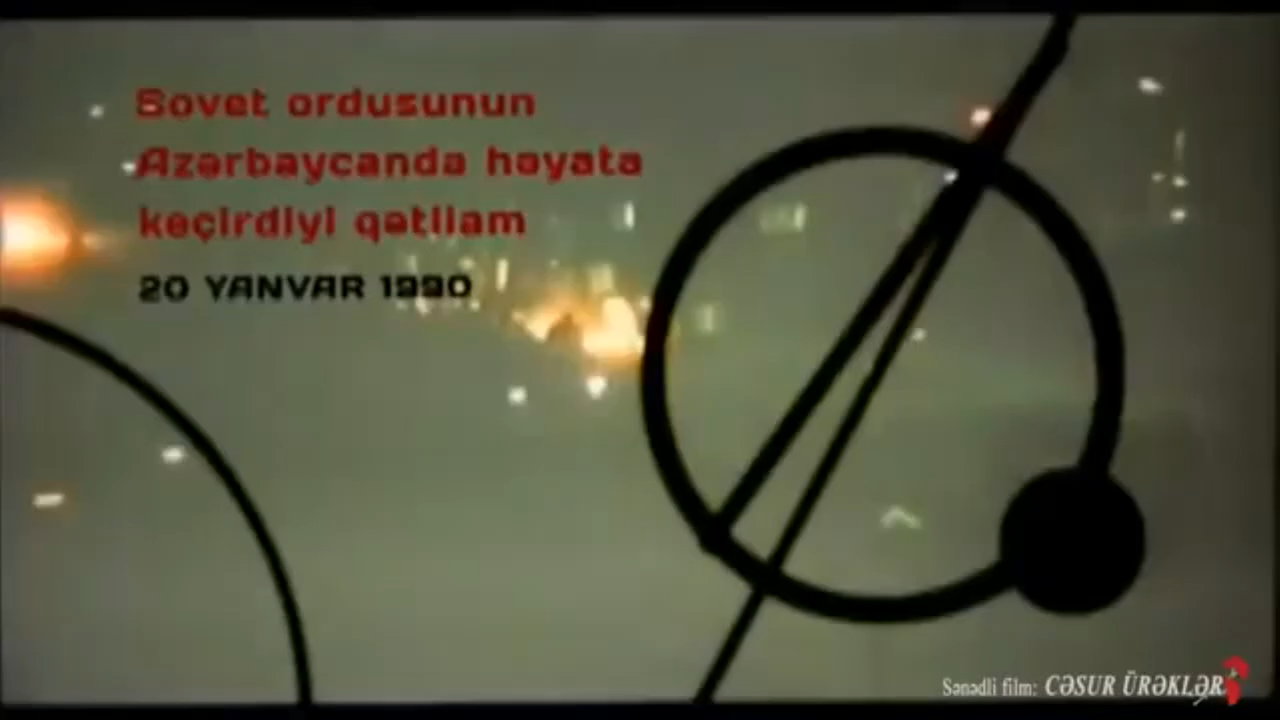 Sovet ordusunun
Azərbaycanda həyata
keçirdiyi qətliam
20 YANVAR 1990
Sənədli film: CƏSUR ÜRƏKLƏR